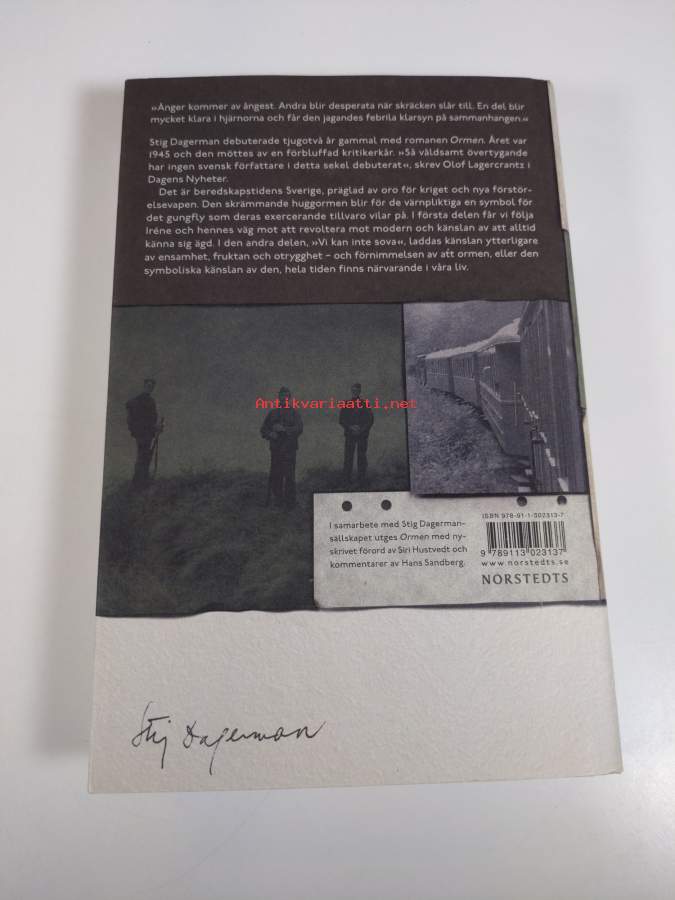 »Ånger kommer av ångest. Andra blir desperata när skräcken slår till. En del blir
mycket klara i hjärnorna och får den jagandes febrila klarsyn på sammanhangen.«
Stig Dagerman debuterade tjugotvå år gammal med romanen Ormen. Året var
1945 och den möttes av en förbluffad kritikerkår. »Så våldsamt övertygande
har ingen svensk författare i detta sekel debuterat«, skrev Olof Lagercrantz i
Dagens Nyheter.
Det är beredskapstidens Sverige, präglad av oro för kriget och nya förstör-
elsevapen. Den skrämmande huggormen blir för de värnpliktiga en symbol för
det gungfly som deras exercerande tillvaro vilar på. I första delen får vi följa
Iréne och hennes väg mot att revoltera mot modern och känslan av att alltid
känna sig ägd. I den andra delen, »Vi kan inte sova«, laddas känslan ytterligare
av ensamhet, fruktan och otrygghet – och förnimmelsen av att ormen, eller den
symboliska känslan av den, hela tiden finns närvarande i våra liv.
Antikvariaatti.net
I samarbete med Stig Dagerman-
sällskapet utges Ormen med ny-
skrivet förord av Siri Hustvedt och
kommentarer av Hans Sandberg.
ISBN 978-91-1-302313-7
9 789113 023137
www.norstedts.se
NORSTEDTS
Stig Dagerman